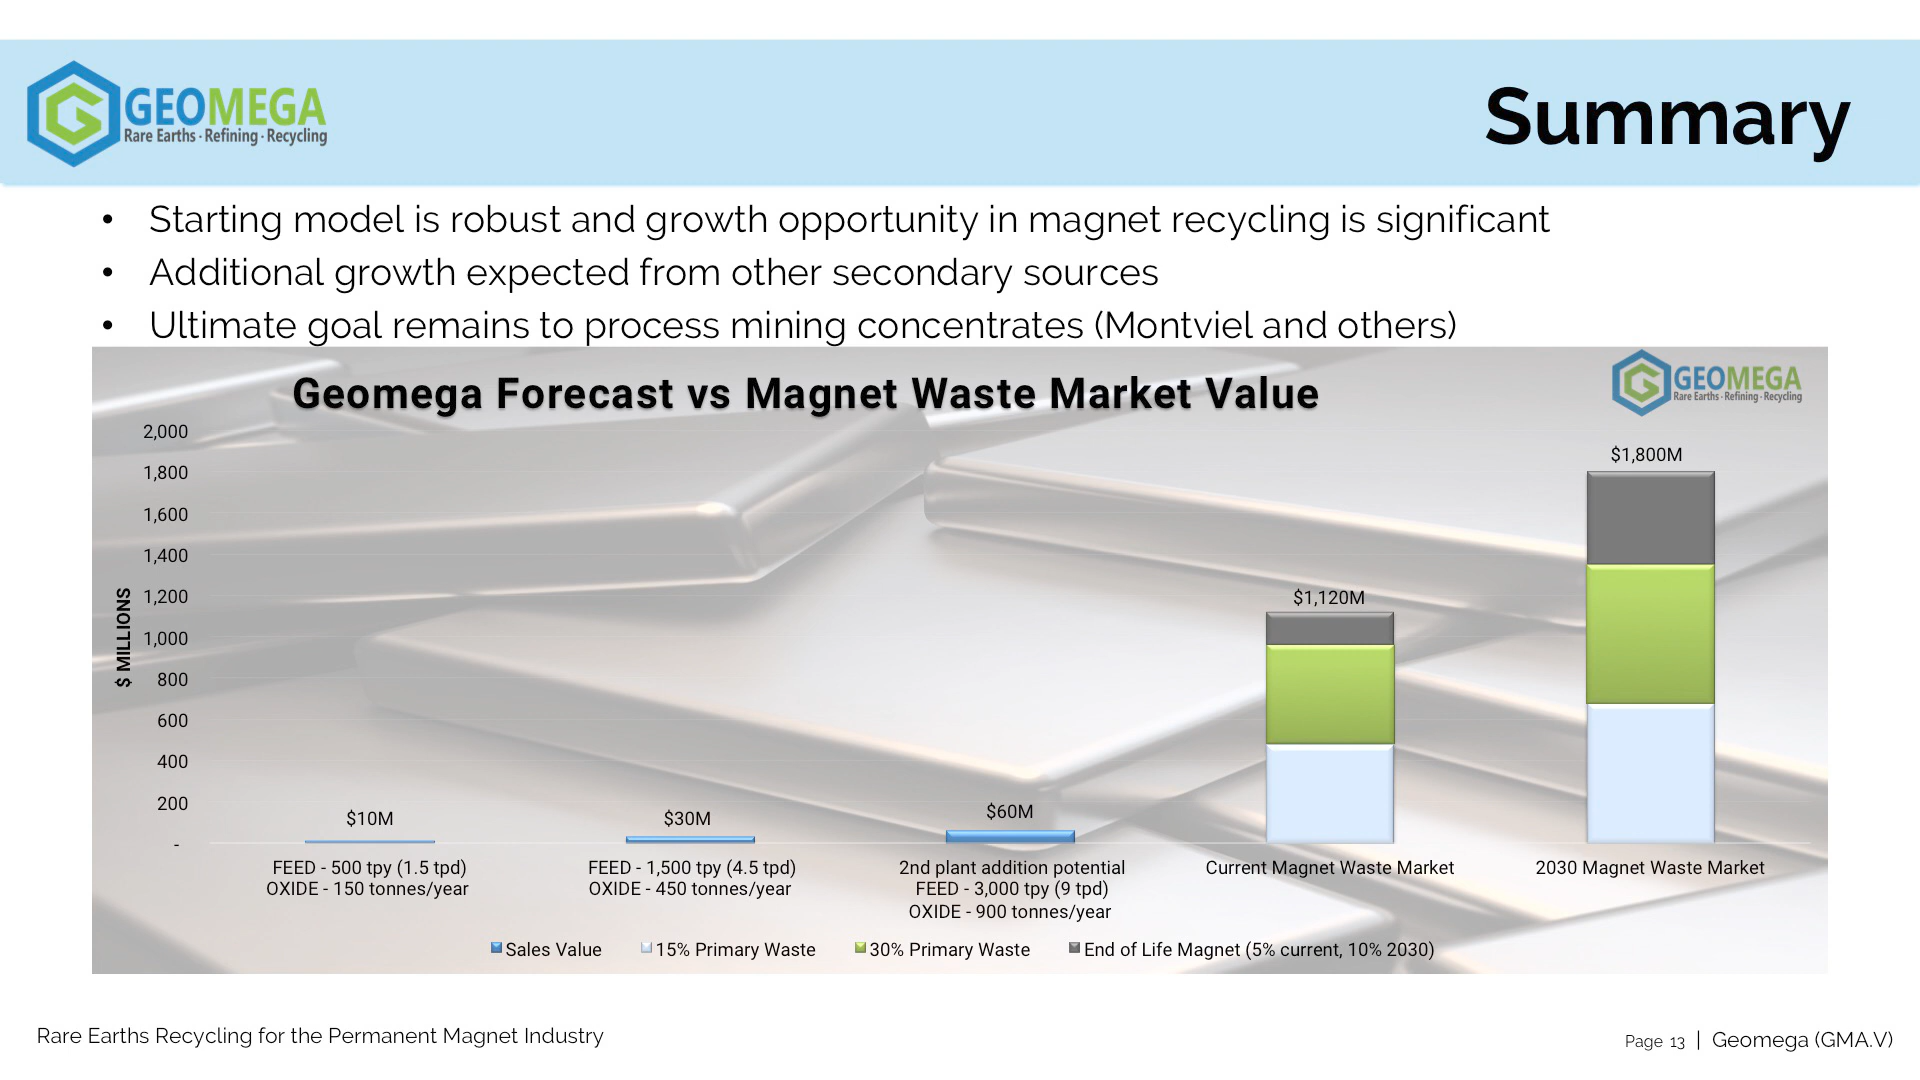 GEOMEGA
Rare Earths · Refining · Recycling
Summary
• Starting model is robust and growth opportunity in magnet recycling is significant
• Additional growth expected from other secondary sources
• Ultimate goal remains to process mining concentrates (Montviel and others)
Geomega Forecast vs Magnet Waste Market Value
GEOMEGA
Rare Earths · Refining · Recycling
$ MILLIONS
2,000
1,800
1,600
1,400
1,200
1,000
800
600
400
200
-
$10M
$30M
$60M
$1,120M
$1,800M
FEED - 500 tpy (1.5 tpd)
OXIDE - 150 tonnes/year
FEED - 1,500 tpy (4.5 tpd)
OXIDE - 450 tonnes/year
2nd plant addition potential
FEED - 3,000 tpy (9 tpd)
OXIDE - 900 tonnes/year
Current Magnet Waste Market
2030 Magnet Waste Market
Sales Value
15% Primary Waste
30% Primary Waste
End of Life Magnet (5% current, 10% 2030)
Rare Earths Recycling for the Permanent Magnet Industry
Page 13 | Geomega (GMA.V)